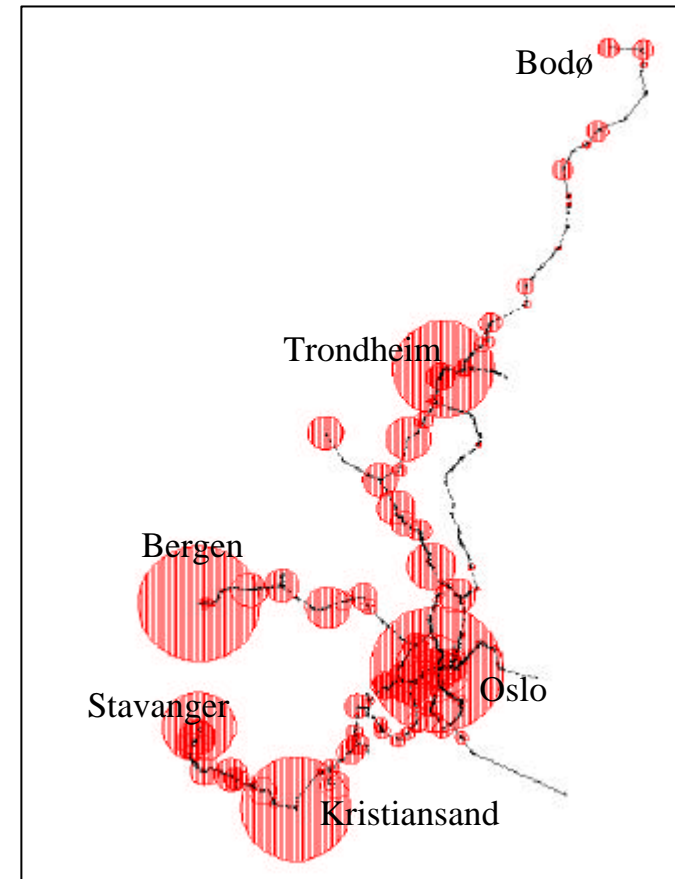 Bodø
Trondheim
Bergen
Oslo
Stavanger
Kristiansand